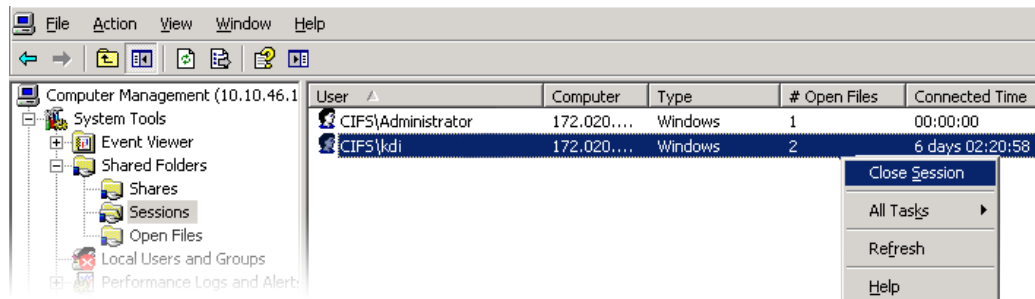 File Action View Window Help
Computer Management (10.10.46.1
System Tools
Event Viewer
Shared Folders
Shares
Sessions
Open Files
Local Users and Groups
Performance Logs and Alert
User Computer Type # Open Files Connected Time
CIFS\Administrator 172.020.... Windows 1 00:00:00
CIFS\kdi 172.020.... Windows 2 6 days 02:20:58
Close Session
All Tasks
Refresh
Help